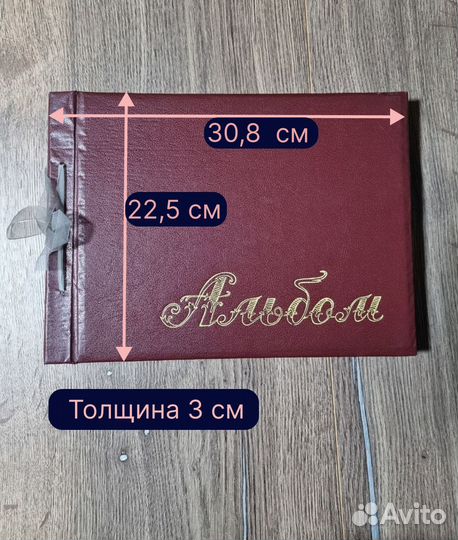 30,8 см
22,5 см
Альбом
Толщина 3 см
Avito